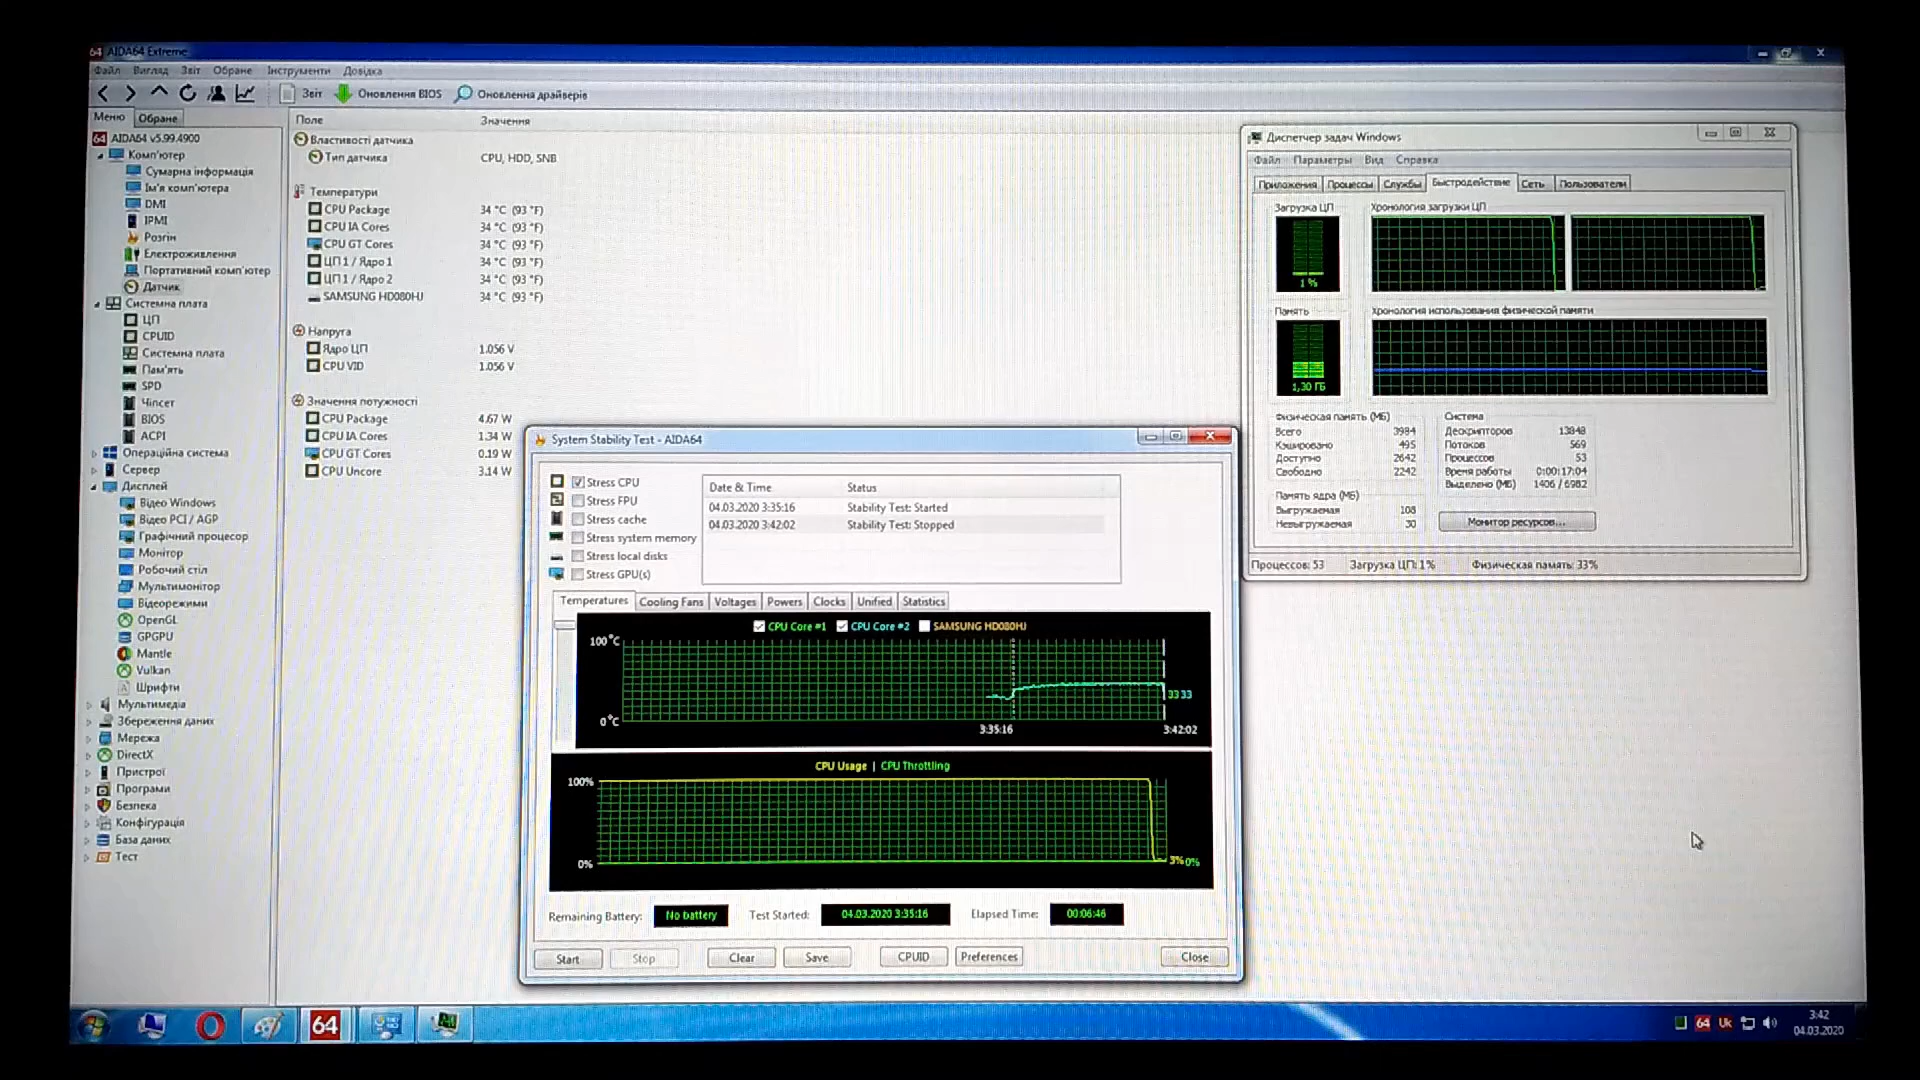 AIDA64 Extreme
Файл Вигляд Звіт Обране Інструменти Довідка
Звіт Оновлення BIOS Оновлення драйверів
Меню Обране
AIDA64 v5.99.4900
Комп'ютер
Сумарна інформація
Ім'я комп'ютера
DMI
IPMI
Розгін
Електроживлення
Портативний комп'ютер
Датчик
Системна плата
ЦП
CPUID
Системна плата
Пам'ять
SPD
Чипсет
BIOS
ACPI
Операційна система
Сервер
Дисплей
Відео Windows
Відео PCI / AGP
Графічний процесор
Монітор
Робочий стіл
Мультимонітор
Відеорежими
OpenGL
GPGPU
Mantle
Vulkan
Шрифти
Мультимедіа
Збереження даних
Мережа
DirectX
Пристрої
Програми
Безпека
Конфігурація
База даних
Тест
Поле Значення
Властивості датчика
Тип датчика CPU, HDD, SNB
Температури
CPU Package 34 °C (93 °F)
CPU IA Cores 34 °C (93 °F)
CPU GT Cores 34 °C (93 °F)
ЦП 1 / Ядро 1 34 °C (93 °F)
ЦП 1 / Ядро 2 34 °C (93 °F)
SAMSUNG HD080HJ 34 °C (93 °F)
Напруга
Ядро ЦП 1.056 V
CPU VID 1.056 V
Значення потужності
CPU Package 4.67 W
CPU IA Cores 1.34 W
CPU GT Cores 0.19 W
CPU Uncore 3.14 W
Диспетчер задач Windows
Файл Параметры Вид Справка
Приложения Процессы Службы Быстродействие Сеть Пользователи
Загрузка ЦП Хронология загрузки ЦП
1 %
Память Хронология использования физической памяти
1,30 ГБ
Физическая память (МБ)
Всего 3984
Кэшировано 495
Доступно 2642
Свободно 2242
Память ядра (МБ)
Выгружаемая 108
Невыгружаемая 30
Система
Дескрипторов 13848
Потоков 569
Процессов 53
Время работы 0:00:17:04
Выделено (МБ) 1406 / 6982
Монитор ресурсов...
Процессов: 53 Загрузка ЦП: 1% Физическая память: 33%
System Stability Test - AIDA64
Stress CPU
Stress FPU
Stress cache
Stress system memory
Stress local disks
Stress GPU(s)
Date & Time Status
04.03.2020 3:35:16 Stability Test: Started
04.03.2020 3:42:02 Stability Test: Stopped
Temperatures Cooling Fans Voltages Powers Clocks Unified Statistics
CPU Core #1 CPU Core #2 SAMSUNG HD080HJ
100°C
33 33
0°C
3:35:16 3:42:02
CPU Usage | CPU Throttling
100%
0% 3% 0%
Remaining Battery: No battery Test Started: 04.03.2020 3:35:16 Elapsed Time: 00:06:46
Start Stop Clear Save CPUID Preferences Close
64
64 Uk
3:42
04.03.2020